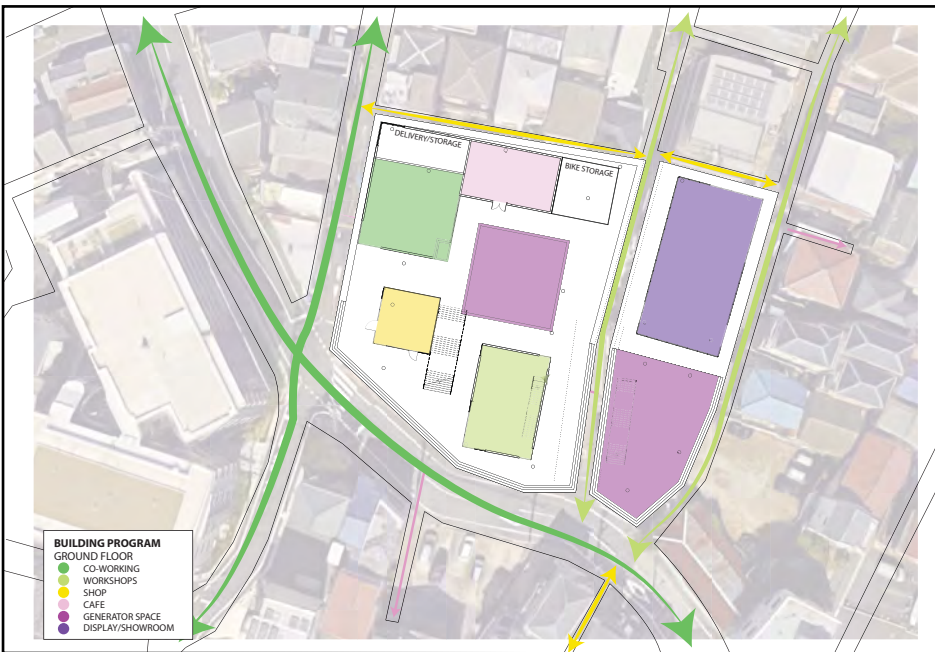 DELIVERY/STORAGE
BIKE STORAGE
BUILDING PROGRAM
GROUND FLOOR
CO-WORKING
WORKSHOPS
SHOP
CAFE
GENERATOR SPACE
DISPLAY/SHOWROOM